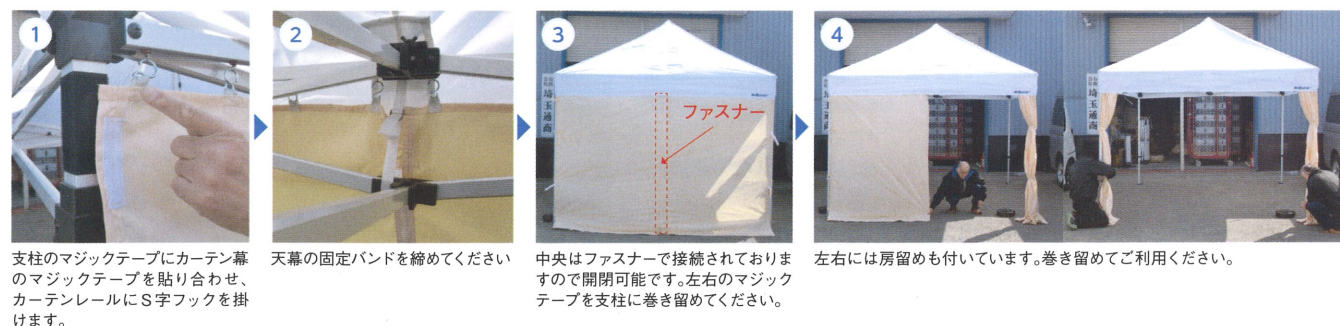 1
支柱のマジックテープにカーテン幕
のマジックテープを貼り合わせ、
カーテンレールにS字フックを掛
けます。
2
天幕の固定バンドを締めてください
3
ファスナー
埼玉通商
中央はファスナーで接続されておりま
すので開閉可能です。左右のマジック
テープを支柱に巻き留めてください。
4
埼玉通商
埼玉通商
左右には房留めも付いています。巻き留めてご利用ください。